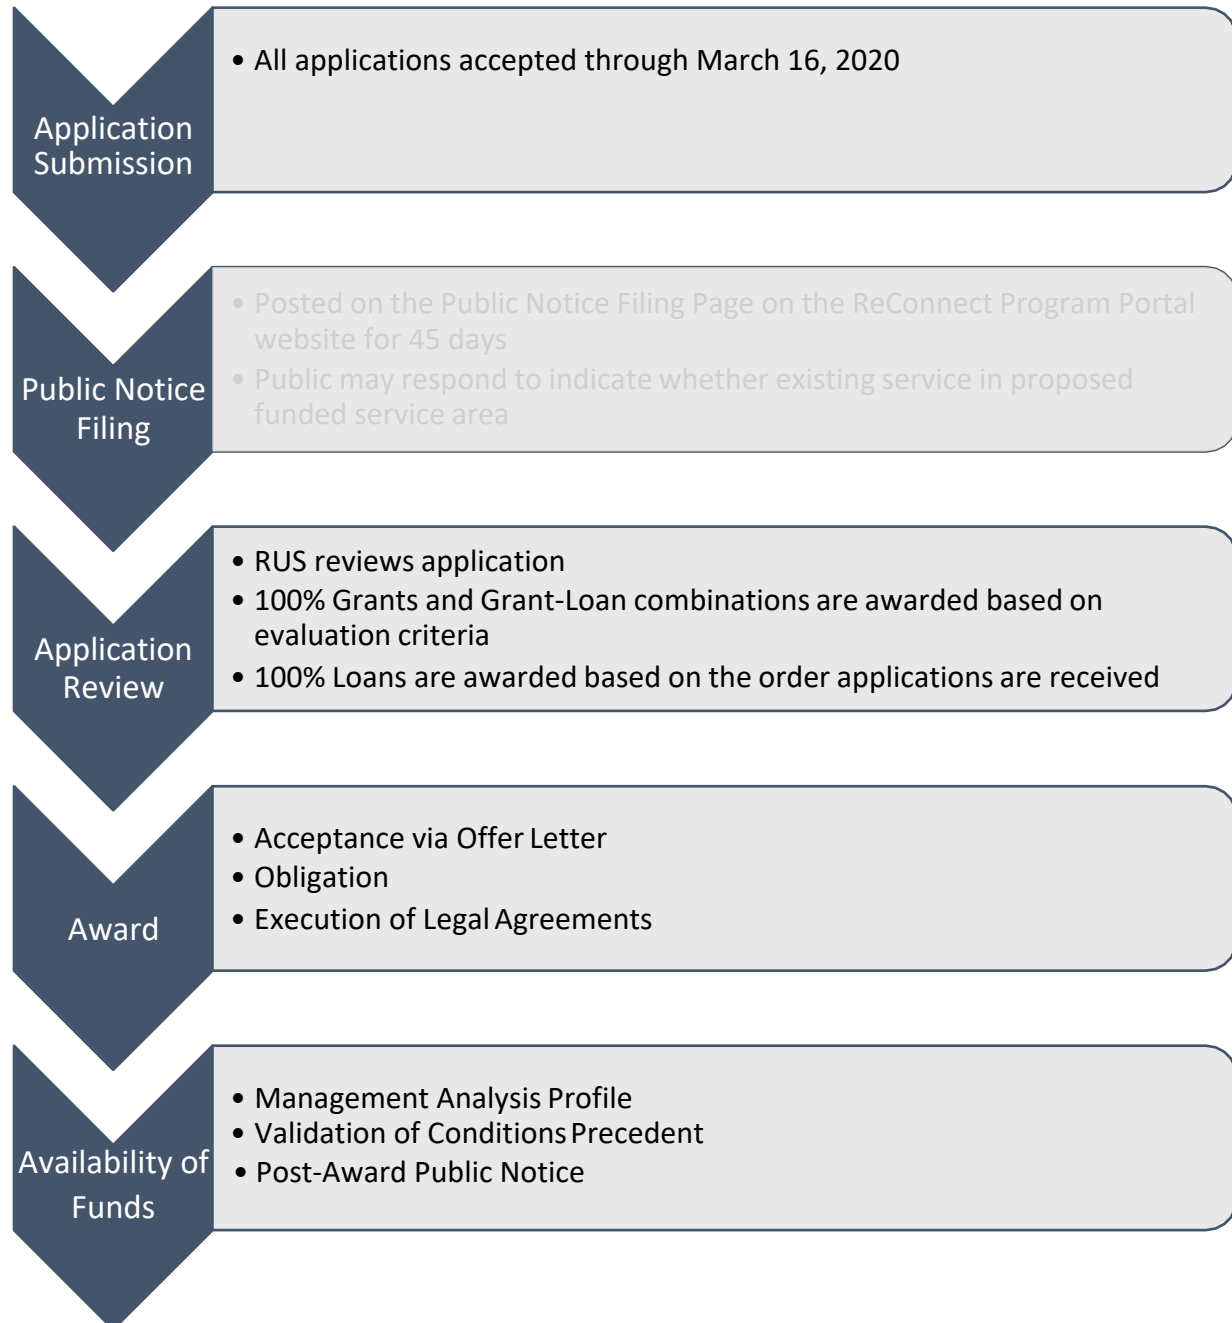 Application
Submission
• All applications accepted through March 16, 2020
Public Notice
Filing
• Posted on the Public Notice Filing Page on the ReConnect Program Portal
website for 45 days
• Public may respond to indicate whether existing service in proposed
funded service area
Application
Review
• RUS reviews application
• 100% Grants and Grant-Loan combinations are awarded based on
evaluation criteria
• 100% Loans are awarded based on the order applications are received
Award
• Acceptance via Offer Letter
• Obligation
• Execution of Legal Agreements
Availability of
Funds
• Management Analysis Profile
• Validation of Conditions Precedent
• Post-Award Public Notice